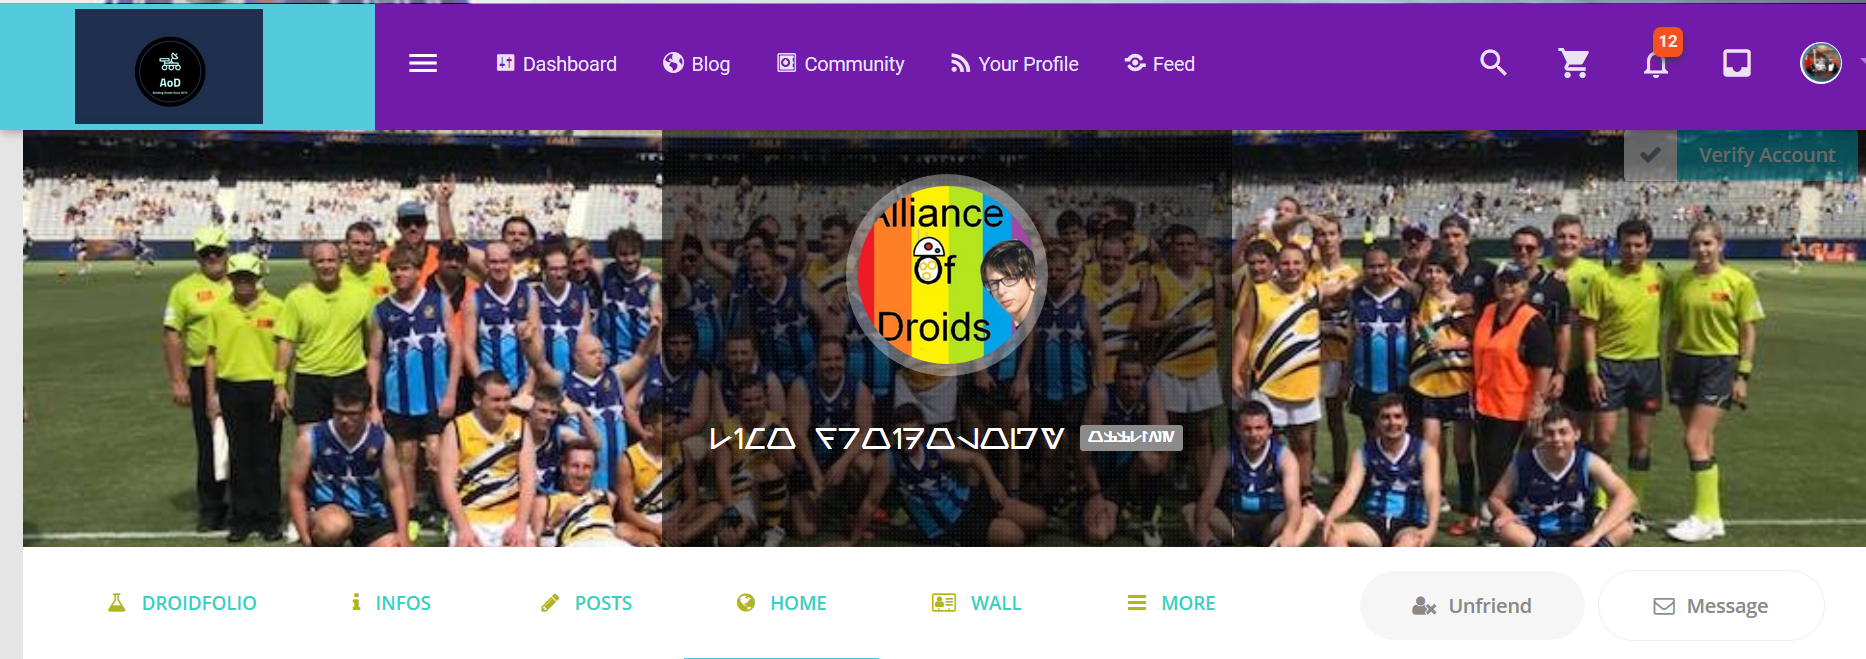 AoD
Dashboard
Blog
Community
Your Profile
Feed
12
Verify Account
Alliance
Of
Droids
DROIDFOLIO
INFOS
POSTS
HOME
WALL
MORE
Unfriend
Message